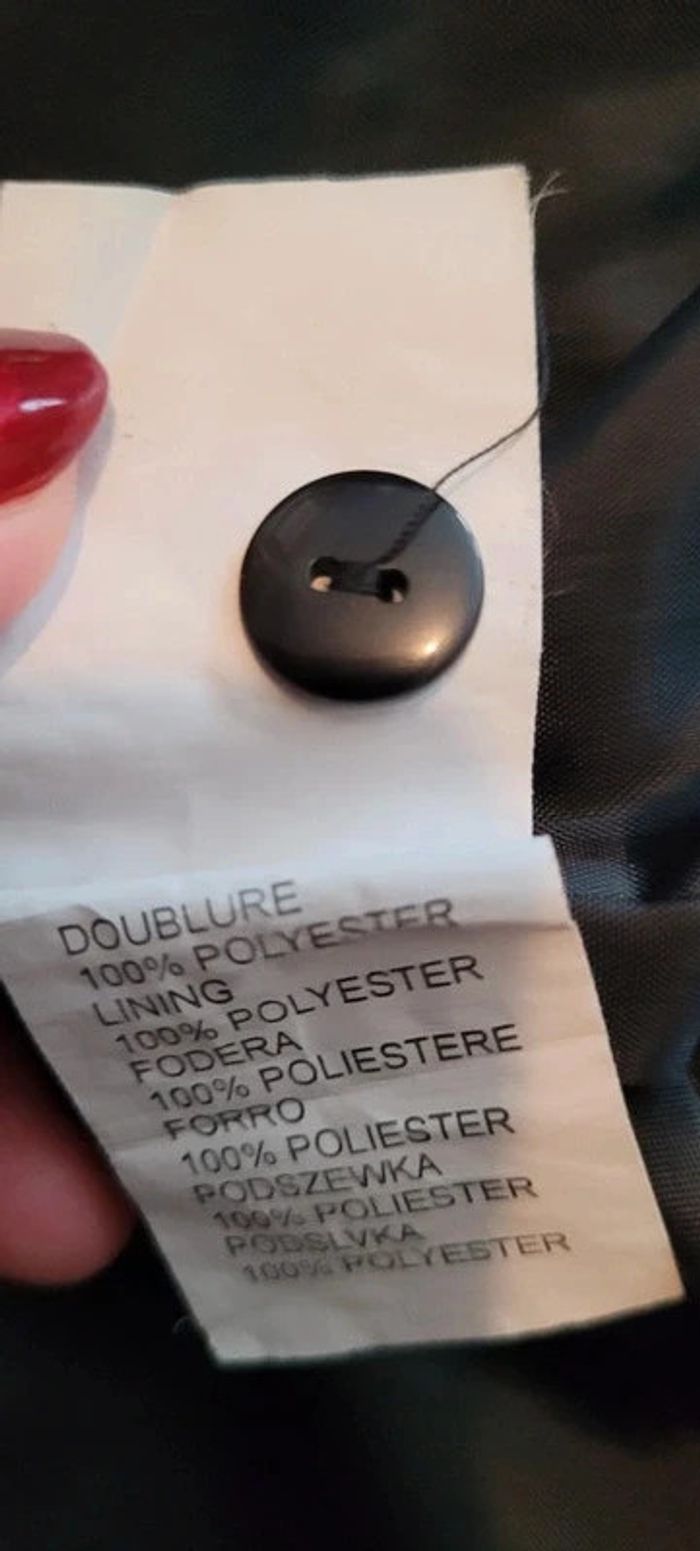 DOUBLURE
100% POLYESTER
LINING
100% POLYESTER
FODERA
100% POLIESTERE
FORRO
100% POLIESTER
PODSZEWKA
100% POLIESTER
PODSLVKA
100% POLYESTER